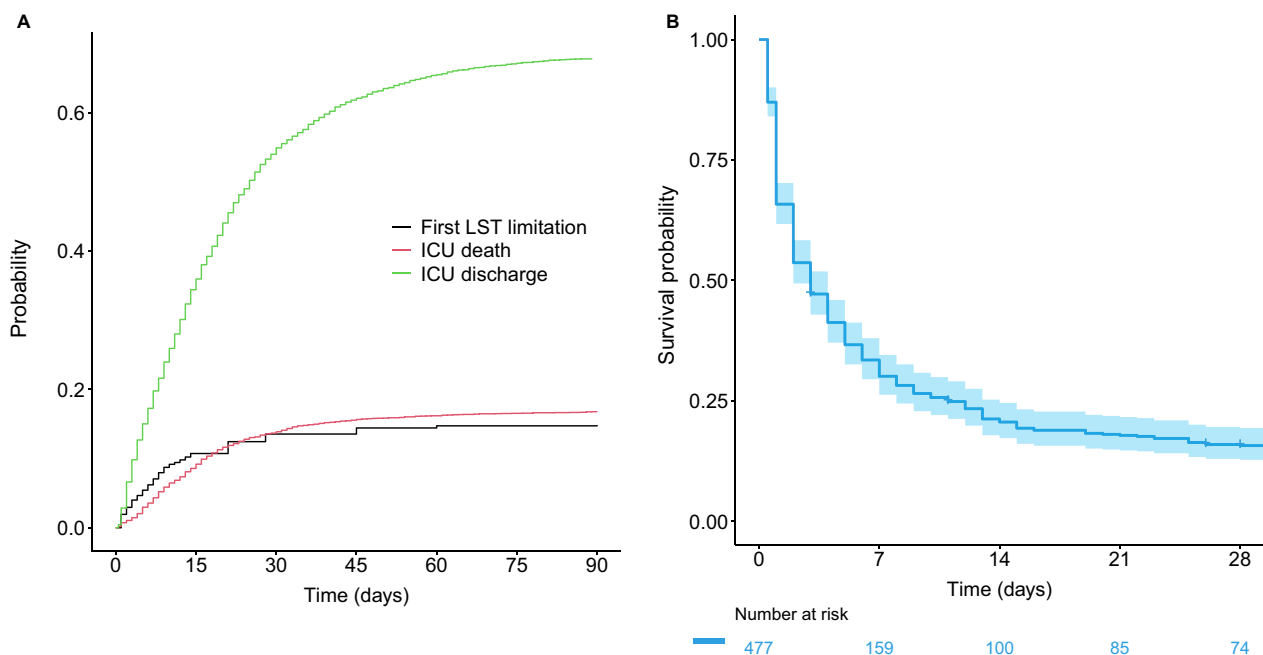 A
Probability
0.6
0.4
0.2
0.0
First LST limitation
ICU death
ICU discharge
0 15 30 45 60 75 90
Time (days)
B
Survival probability
1.00
0.75
0.50
0.25
0.00
0 7 14 21 28
Time (days)
Number at risk
477 159 100 85 74